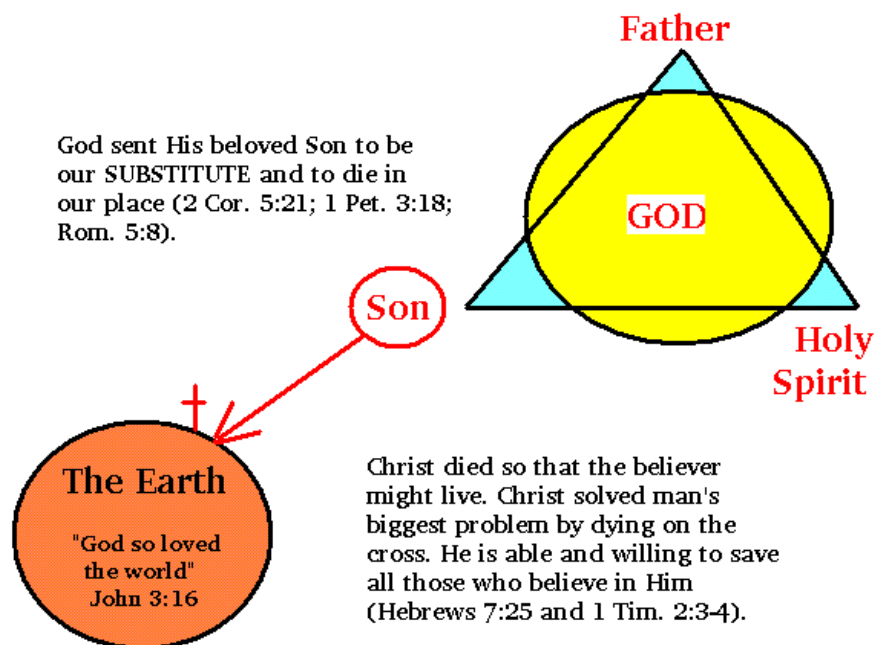 Father
God sent His beloved Son to be
our SUBSTITUTE and to die in
our place (2 Cor. 5:21; 1 Pet. 3:18;
Rom. 5:8).
GOD
Son
Holy
Spirit
The Earth
"God so loved
the world"
John 3:16
Christ died so that the believer
might live. Christ solved man's
biggest problem by dying on the
cross. He is able and willing to save
all those who believe in Him
(Hebrews 7:25 and 1 Tim. 2:3-4).